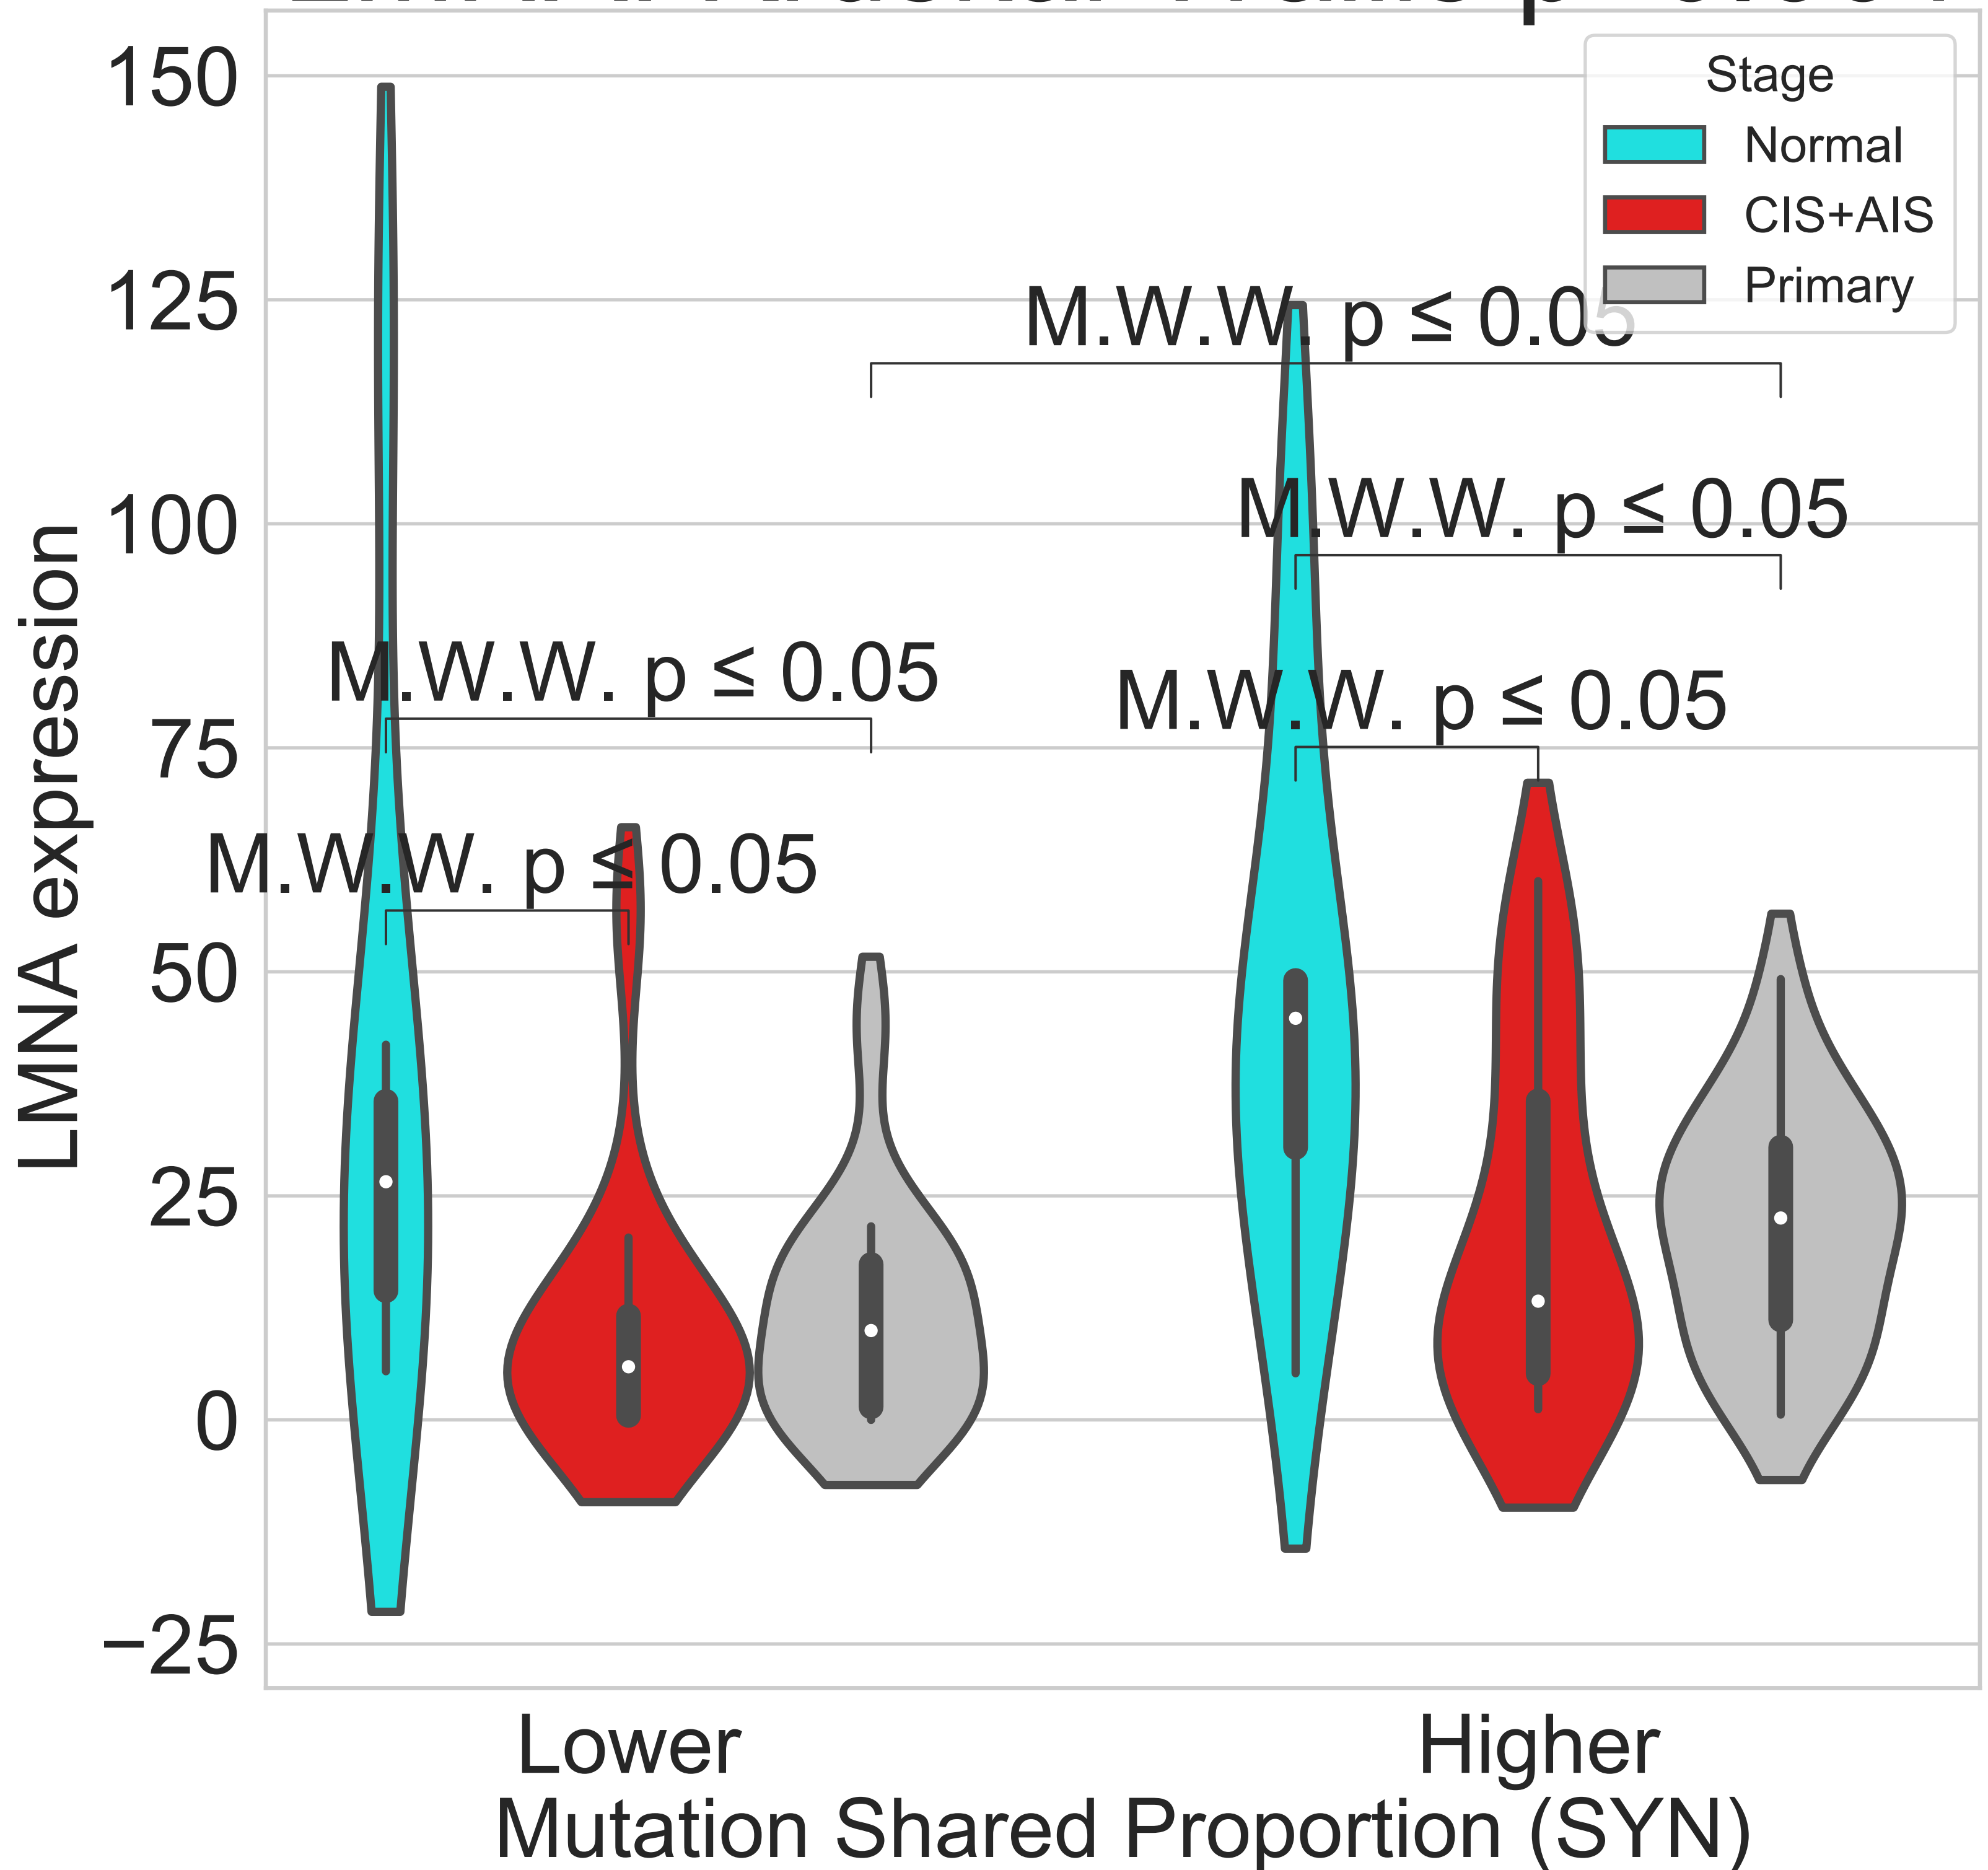 150
125
100
75
50
25
0
−25
LMNA expression
Stage
Normal
CIS+AIS
Primary
M.W.W. p ≤ 0.05
M.W.W. p ≤ 0.05
M.W.W. p ≤ 0.05
M.W.W. p ≤ 0.05
M.W.W. p ≤ 0.05
Lower
Higher
Mutation Shared Proportion (SYN)